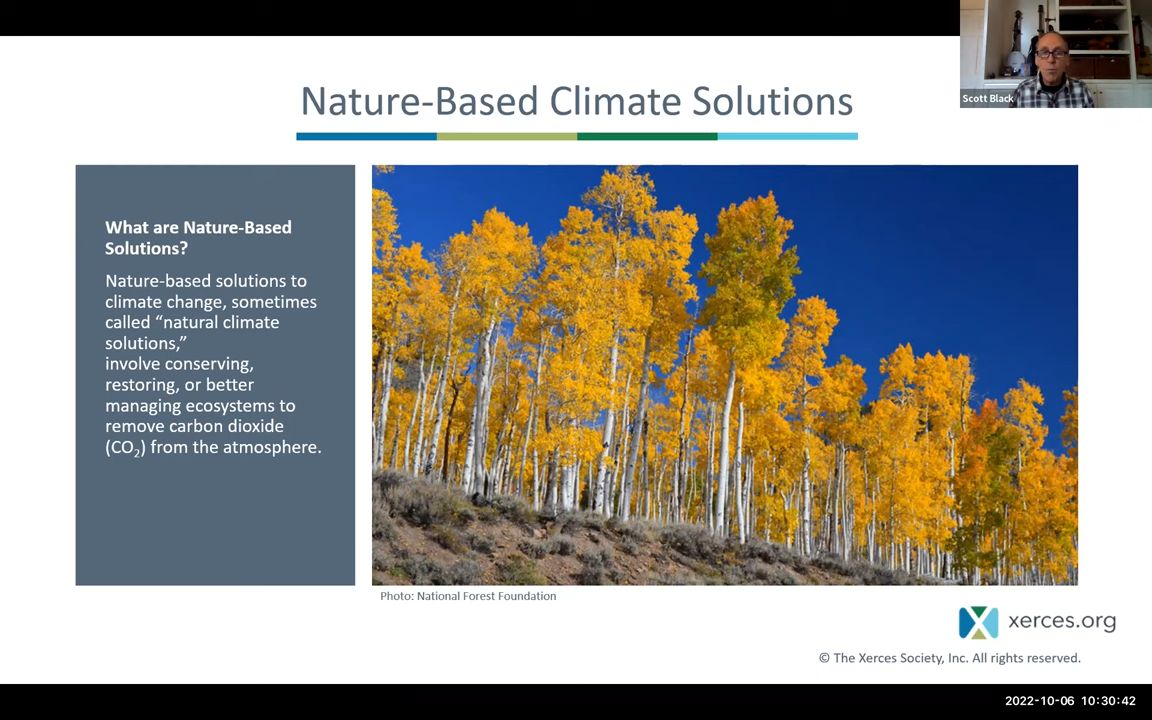 Nature-Based Climate Solutions
Scott Black
What are Nature-Based
Solutions?
Nature-based solutions to
climate change, sometimes
called “natural climate
solutions,”
involve conserving,
restoring, or better
managing ecosystems to
remove carbon dioxide
(CO₂) from the atmosphere.
Photo: National Forest Foundation
xerces.org
© The Xerces Society, Inc. All rights reserved.
2022-10-06 10:30:42